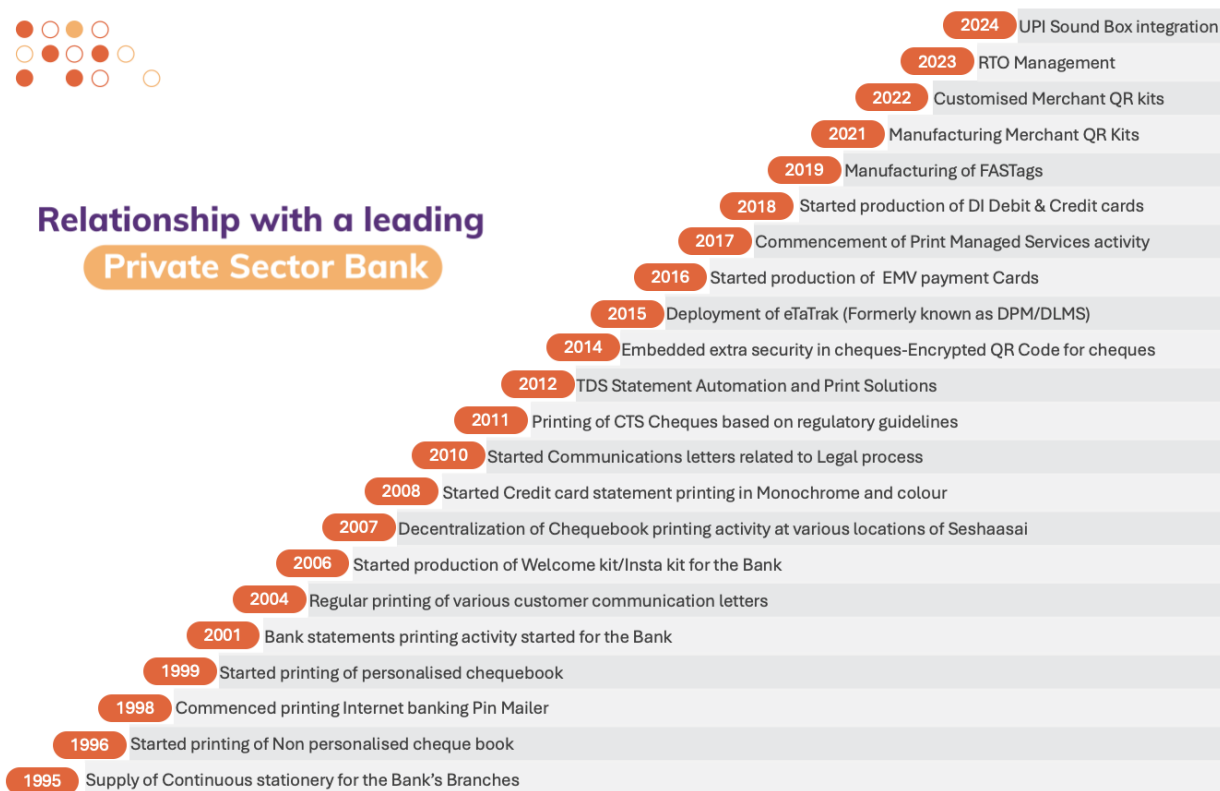 2024 UPI Sound Box integration
2023 RTO Management
2022 Customised Merchant QR kits
2021 Manufacturing Merchant QR Kits
2019 Manufacturing of FASTags
2018 Started production of DI Debit & Credit cards
Relationship with a leading
Private Sector Bank
2017 Commencement of Print Managed Services activity
2016 Started production of EMV payment Cards
2015 Deployment of eTaTrak (Formerly known as DPM/DLMS)
2014 Embedded extra security in cheques-Encrypted QR Code for cheques
2012 TDS Statement Automation and Print Solutions
2011 Printing of CTS Cheques based on regulatory guidelines
2010 Started Communications letters related to Legal process
2008 Started Credit card statement printing in Monochrome and colour
2007 Decentralization of Chequebook printing activity at various locations of Seshaasai
2006 Started production of Welcome kit/Insta kit for the Bank
2004 Regular printing of various customer communication letters
2001 Bank statements printing activity started for the Bank
1999 Started printing of personalised chequebook
1998 Commenced printing Internet banking Pin Mailer
1996 Started printing of Non personalised cheque book
1995 Supply of Continuous stationery for the Bank's Branches